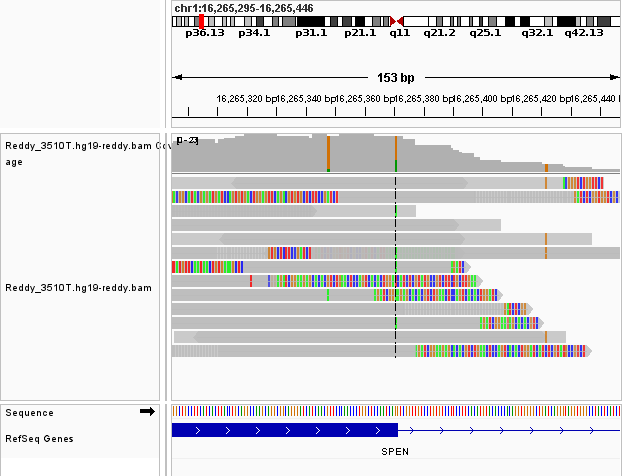 chr1:16,265,295-16,265,446
p36.13 p34.1 p31.1 p21.1 q11 q21.2 q25.1 q32.1 q42.13
153 bp
16,265,320 bp 16,265,340 bp 16,265,360 bp 16,265,380 bp 16,265,400 bp 16,265,420 bp 16,265,440 b
Reddy_3510T.hg19-reddy.bam Cov
age
[0-23]
Reddy_3510T.hg19-reddy.bam
Sequence
RefSeq Genes
SPEN